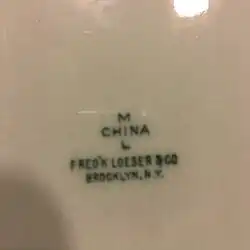 M
CHINA
L
FRED'K LOESER & CO
BROOKLYN, N.Y.